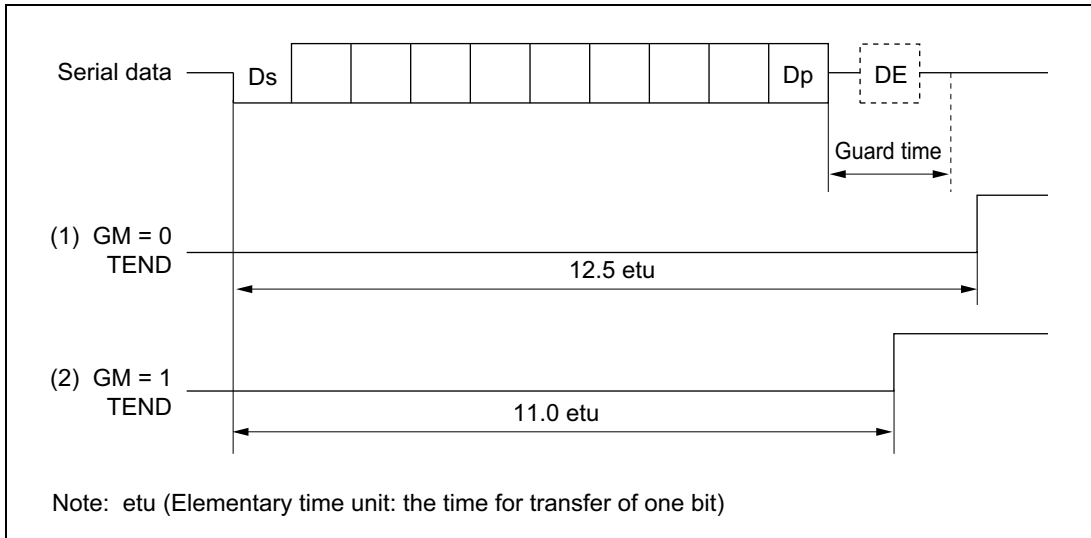 Serial data
Ds
Dp
DE
Guard time
(1) GM = 0
TEND
12.5 etu
(2) GM = 1
TEND
11.0 etu
Note: etu (Elementary time unit: the time for transfer of one bit)